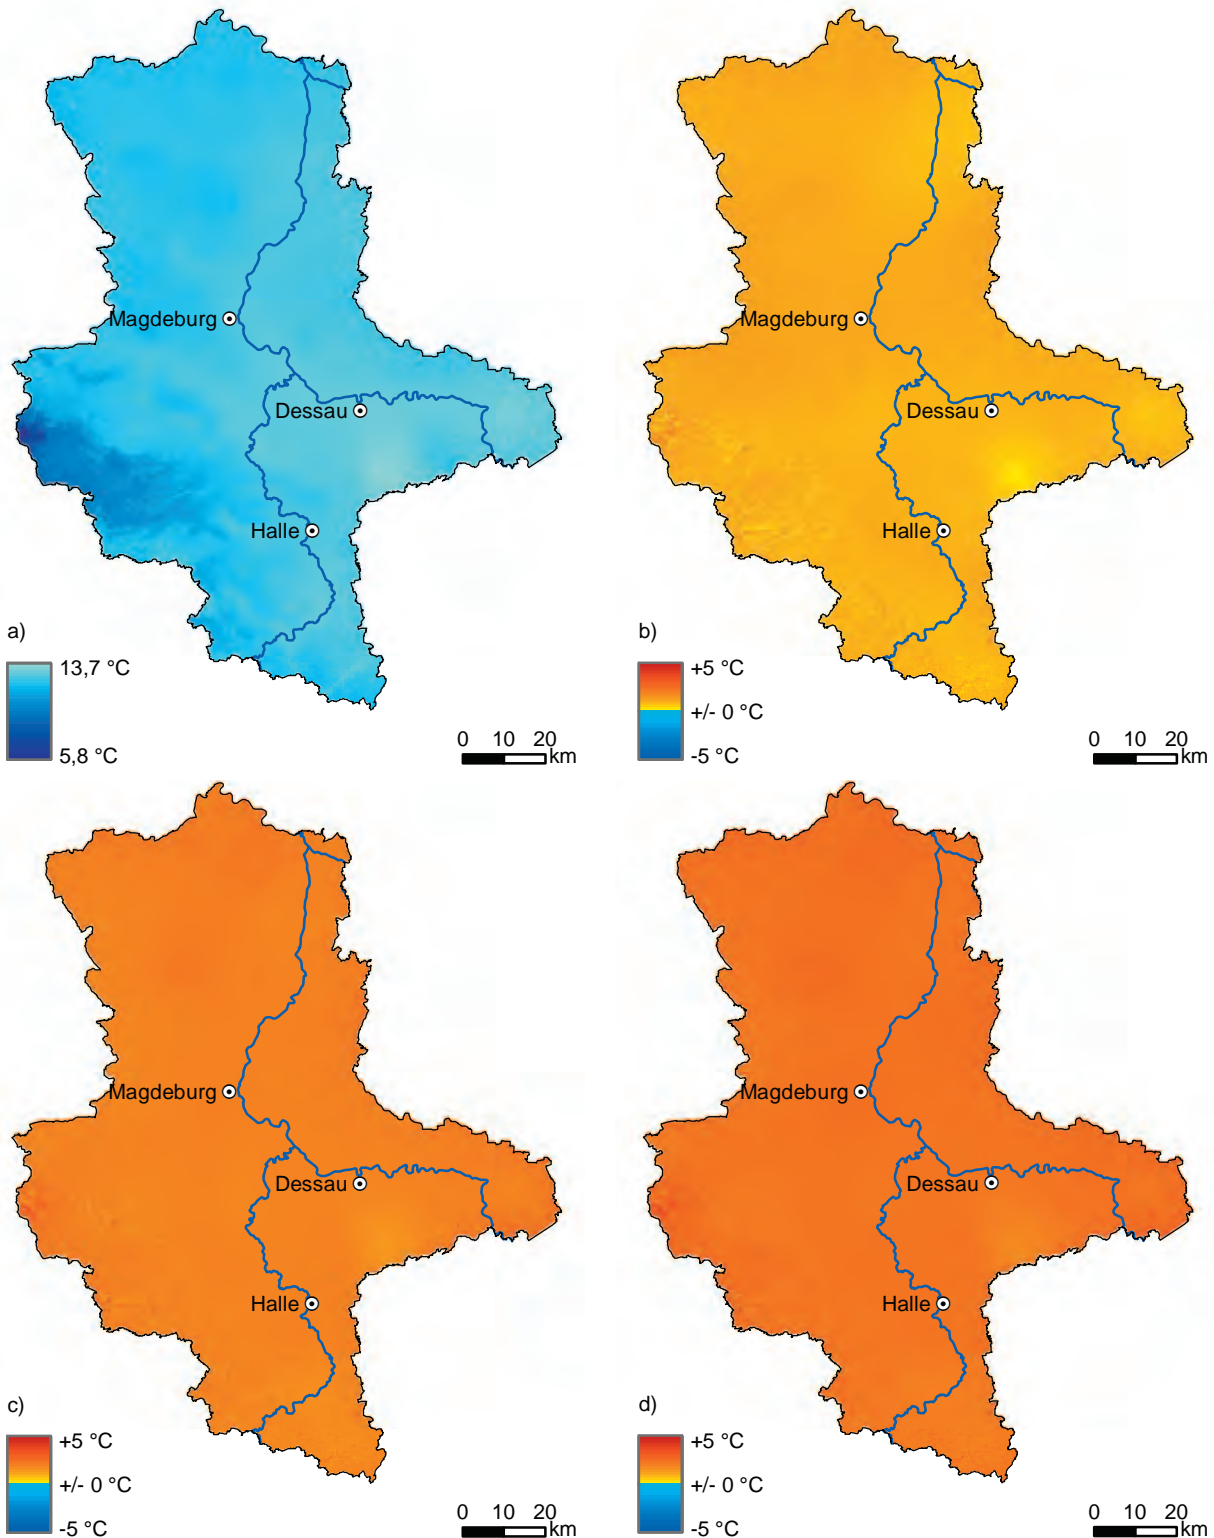 Magdeburg
Dessau
Halle
a)
13,7 °C
5,8 °C
0 10 20
km
Magdeburg
Dessau
Halle
b)
+5 °C
+/- 0 °C
-5 °C
0 10 20
km
Magdeburg
Dessau
Halle
c)
+5 °C
+/- 0 °C
-5 °C
0 10 20
km
Magdeburg
Dessau
Halle
d)
+5 °C
+/- 0 °C
-5 °C
0 10 20
km